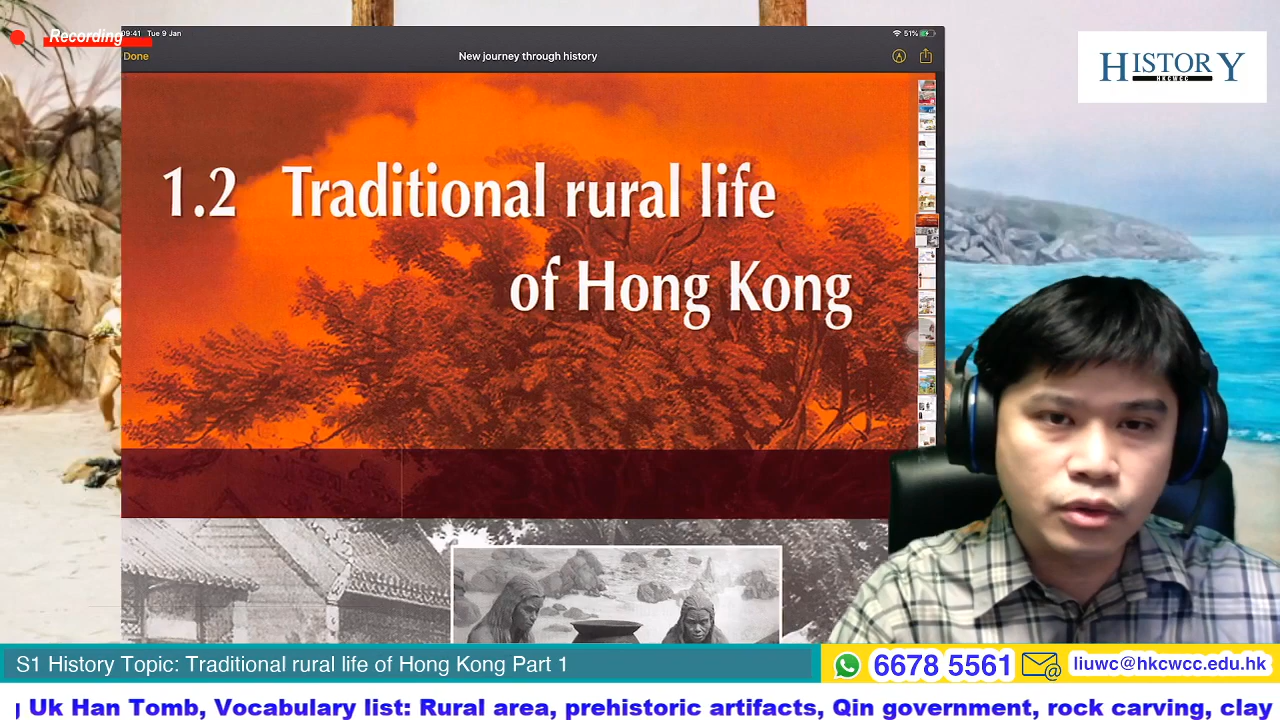 Recording
09:41 Tue 9 Jan
51%
Done
New journey through history
HISTORY
HKCWCC
1.2 Traditional rural life
of Hong Kong
S1 History Topic: Traditional rural life of Hong Kong Part 1
6678 5561
liuwc@hkcwcc.edu.hk
Uk Han Tomb, Vocabulary list: Rural area, prehistoric artifacts, Qin government, rock carving, clay